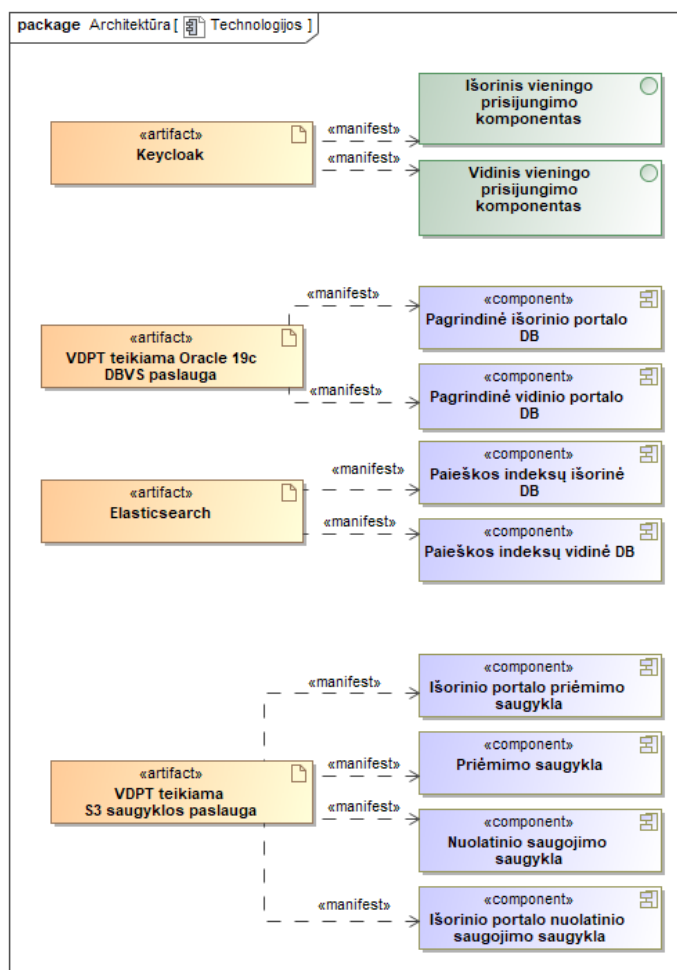 package Architektūra [ Technologijos ]
Išorinis vieningo
prisijungimo
komponentas
«artifact»
Keycloak
«manifest»
«manifest»
Vidinis vieningo
prisijungimo
komponentas
«manifest»
«component»
Pagrindinė išorinio portalo
DB
«artifact»
VDPT teikiama Oracle 19c
DBVS paslauga
«manifest»
«component»
Pagrindinė vidinio portalo
DB
«manifest»
«component»
Paieškos indeksų išorinė
DB
«artifact»
Elasticsearch
«manifest»
«component»
Paieškos indeksų vidinė DB
«manifest»
«component»
Išorinio portalo priėmimo
saugykla
«artifact»
VDPT teikiama
S3 saugyklos paslauga
«manifest»
«component»
Priėmimo saugykla
«manifest»
«component»
Nuolatinio saugojimo
saugykla
«manifest»
«component»
Išorinio portalo nuolatinio
saugojimo saugykla